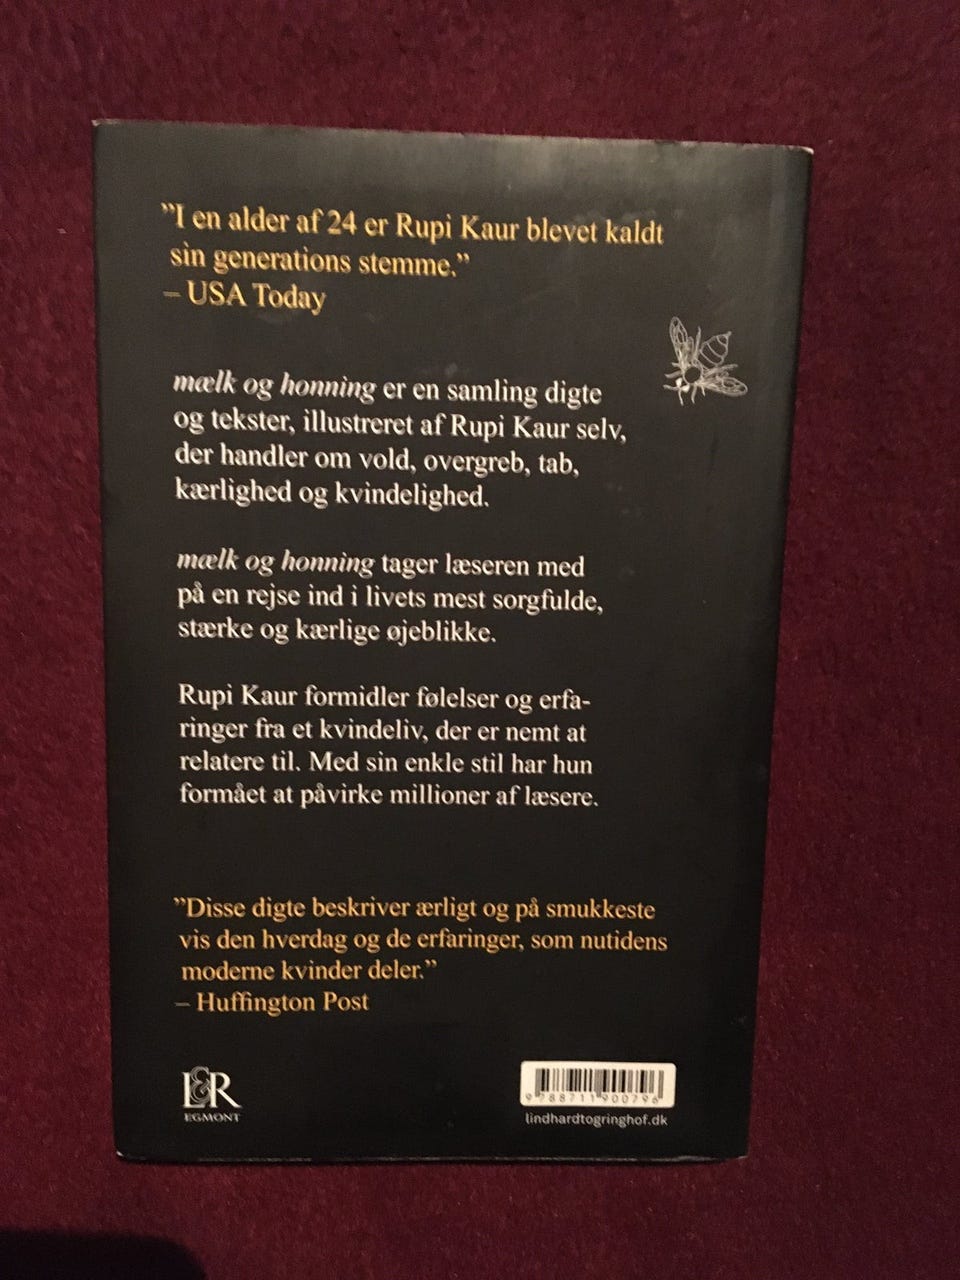 ”I en alder af 24 er Rupi Kaur blevet kaldt
sin generations stemme.”
– USA Today
mælk og honning er en samling digte
og tekster, illustreret af Rupi Kaur selv,
der handler om vold, overgreb, tab,
kærlighed og kvindelighed.
mælk og honning tager læseren med
på en rejse ind i livets mest sorgfulde,
stærke og kærlige øjeblikke.
Rupi Kaur formidler følelser og erfa-
ringer fra et kvindeliv, der er nemt at
relatere til. Med sin enkle stil har hun
formået at påvirke millioner af læsere.
”Disse digte beskriver ærligt og på smukkeste
vis den hverdag og de erfaringer, som nutidens
moderne kvinder deler.”
– Huffington Post
L&R
EGMONT
9 788711 900796
lindhardtogringhof.dk